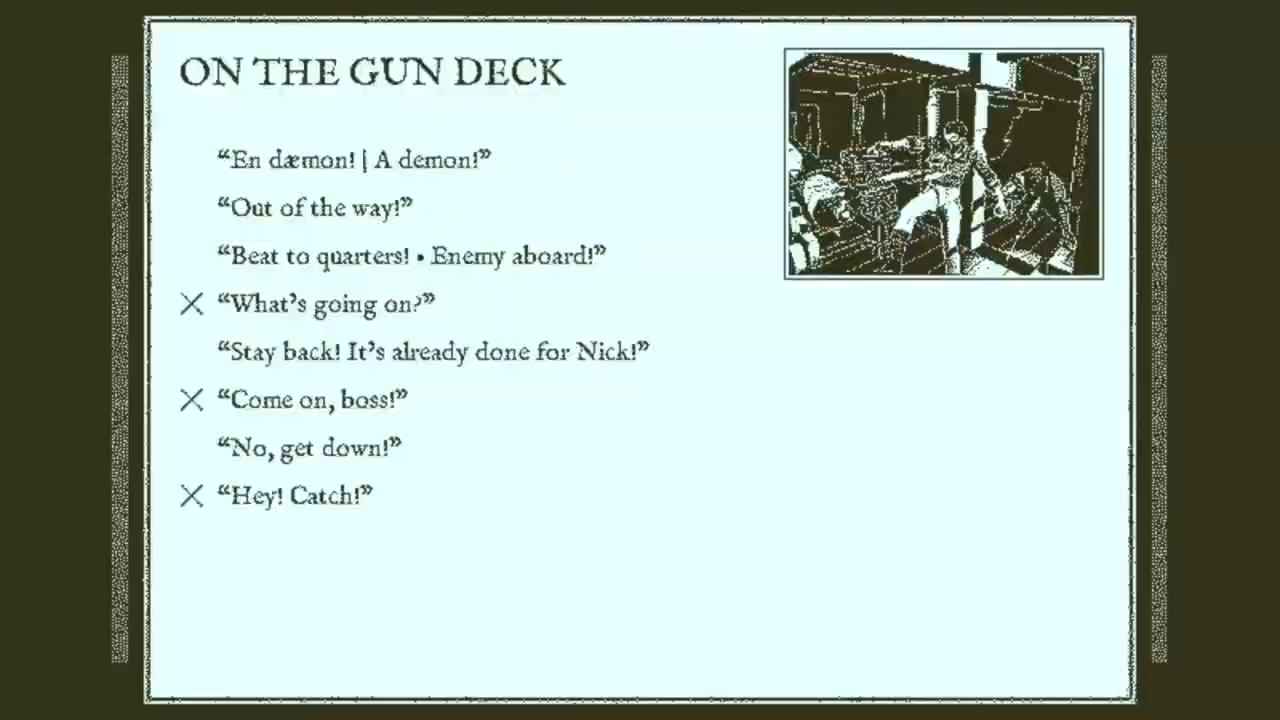 ON THE GUN DECK
“En dæmon! | A demon!”
“Out of the way!”
“Beat to quarters! • Enemy aboard!”
“What’s going on?”
“Stay back! It’s already done for Nick!”
“Come on, boss!”
“No, get down!”
“Hey! Catch!”